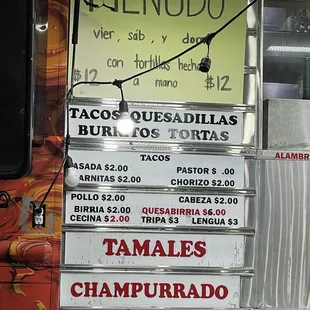 MENUDO
vier, sáb, y dom
con tortillas hechas
$12 a mano $12
TACOS QUESADILLAS
BURRITOS TORTAS
TACOS
ASADA $2.00 PASTOR $ .00
CARNITAS $2.00 CHORIZO $2.00
POLLO $2.00 CABEZA $2.00
BIRRIA $2.00 QUESABIRRIA $6.00
CECINA $2.00 TRIPA $3 LENGUA $3
TAMALES
CHAMPURRADO
ALAMBR